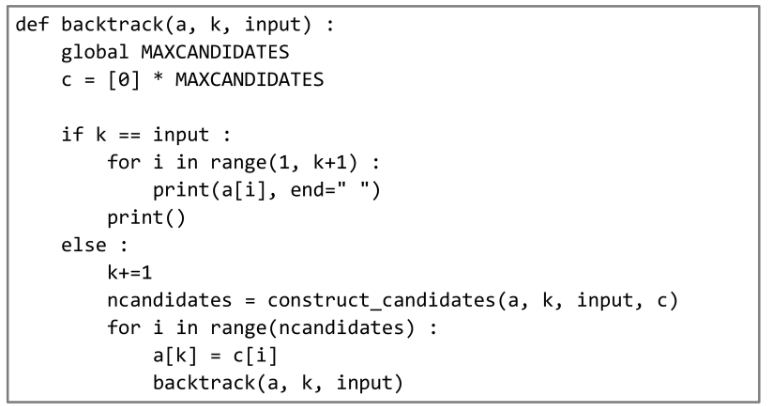 def backtrack(a, k, input) :
    global MAXCANDIDATES
    c = [0] * MAXCANDIDATES

    if k == input :
        for i in range(1, k+1) :
            print(a[i], end=" ")
        print()
    else :
        k+=1
        ncandidates = construct_candidates(a, k, input, c)
        for i in range(ncandidates) :
            a[k] = c[i]
            backtrack(a, k, input)